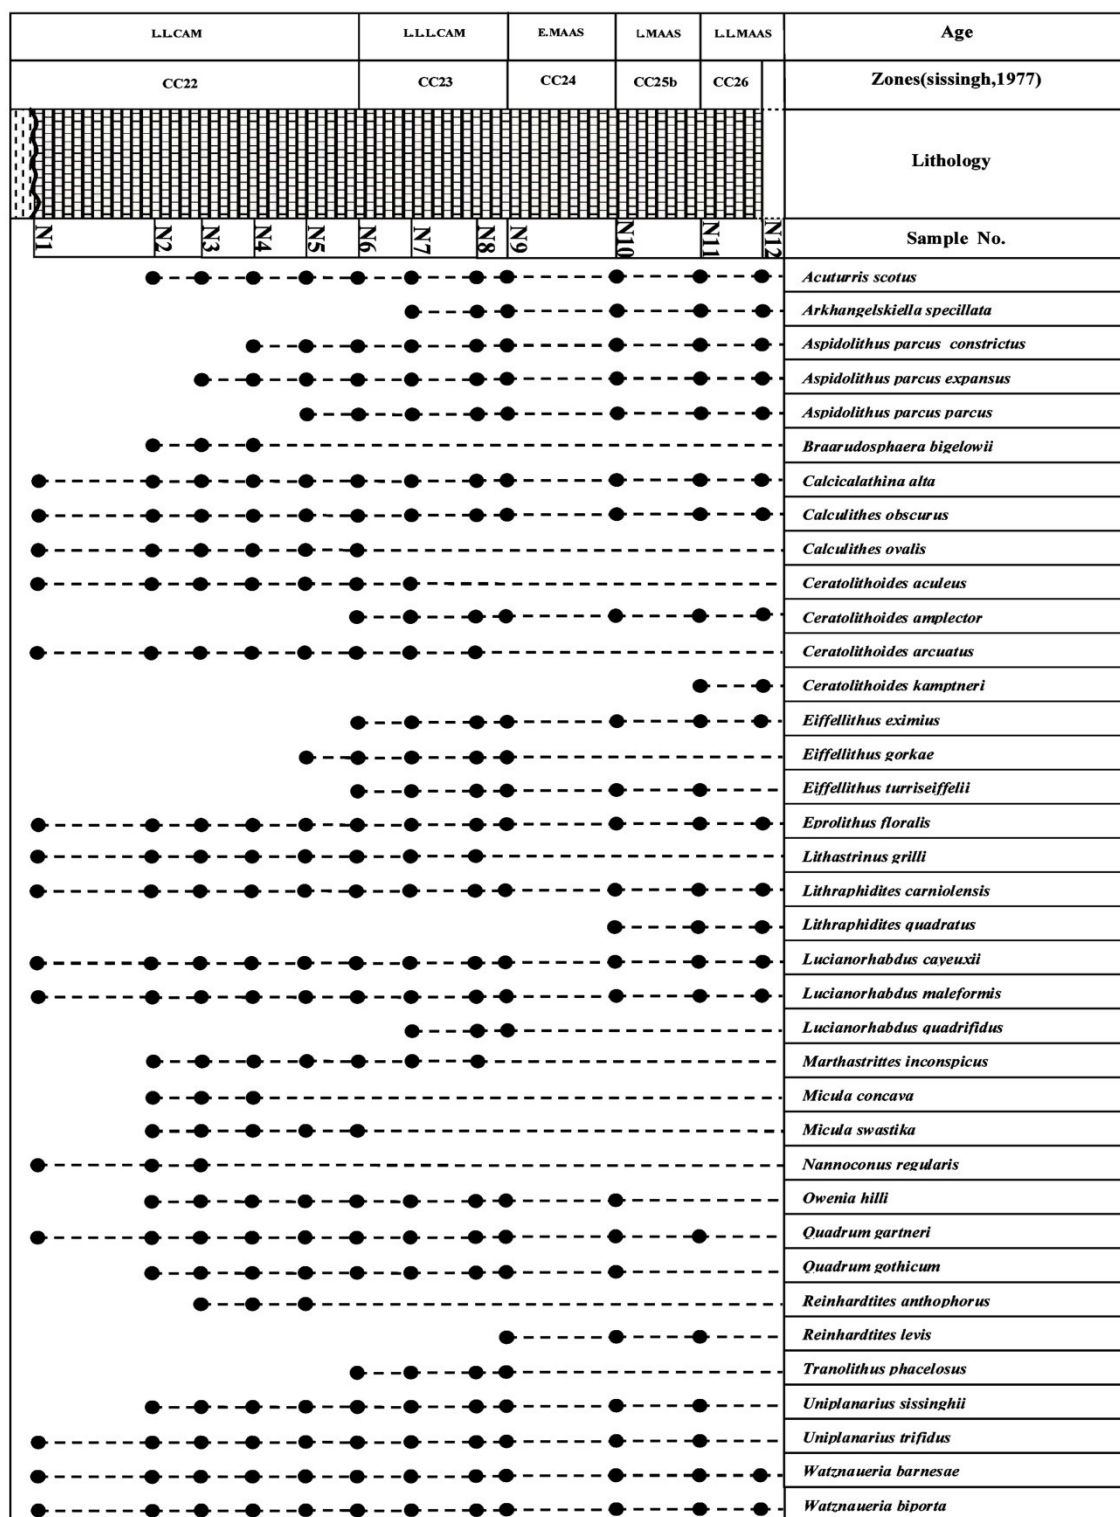 L.L.CAM L.L.L.CAM E.MAAS L.MAAS L.L.MAAS Age
CC22 CC23 CC24 CC25b CC26 Zones(sissingh,1977)
Lithology
N1 N2 N3 N4 N5 N6 N7 N8 N9 N10 N11 N12 Sample No.
Acuturris scotus
Arkhangelskiella specillata
Aspidolithus parcus constrictus
Aspidolithus parcus expansus
Aspidolithus parcus parcus
Braarudosphaera bigelowii
Calcicalathina alta
Calculithes obscurus
Calculithes ovalis
Ceratolithoides aculeus
Ceratolithoides amplector
Ceratolithoides arcuatus
Ceratolithoides kamptneri
Eiffellithus eximius
Eiffellithus gorkae
Eiffellithus turriseiffelii
Eprolithus floralis
Lithastrinus grilli
Lithraphidites carniolensis
Lithraphidites quadratus
Lucianorhabdus cayeuxii
Lucianorhabdus maleformis
Lucianorhabdus quadrifidus
Marthastrittes inconspicus
Micula concava
Micula swastika
Nannoconus regularis
Owenia hilli
Quadrum gartneri
Quadrum gothicum
Reinhardtites anthophorus
Reinhardtites levis
Tranolithus phacelosus
Uniplanarius sissinghii
Uniplanarius trifidus
Watznaueria barnesae
Watznaueria biporta